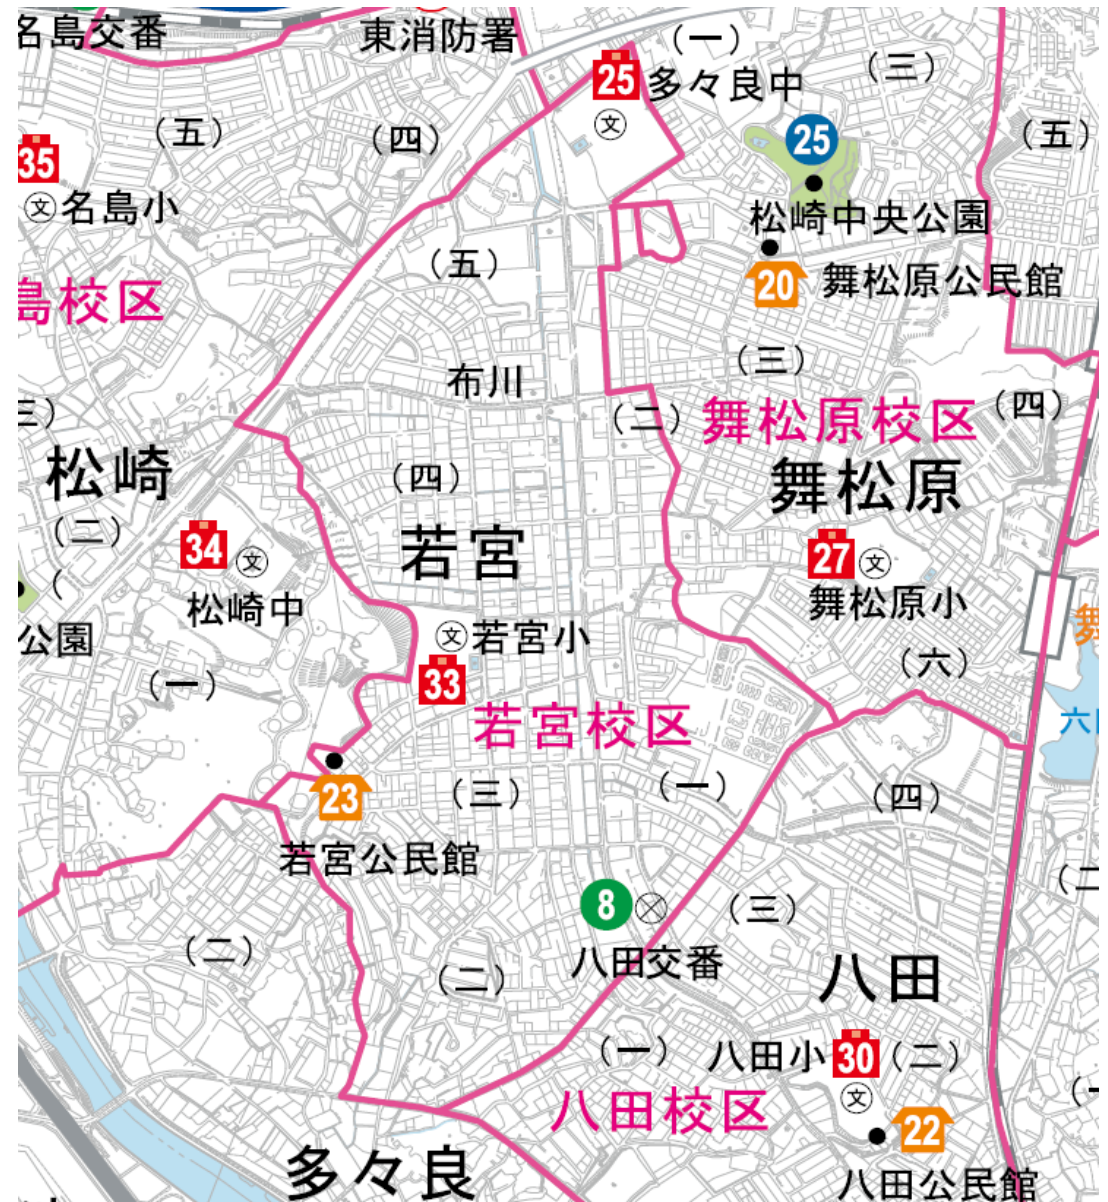 名島交番
東消防署
(一)
(三)
25
多々良中
文
(五)
(四)
25
(五)
35
文
名島小
松崎中央公園
(五)
島校区
20
舞松原公民館
布川
(三)
(四)
(二)
舞松原校区
松崎
(四)
舞松原
(二)
若宮
34
文
27
文
松崎中
舞松原小
公園
文
若宮小
(一)
33
(六)
若宮校区
23
(三)
(一)
(四)
若宮公民館
8
(三)
(二)
(二)
八田交番
八田
(一)
八田小
30
(二)
文
八田校区
22
多々良
八田公民館